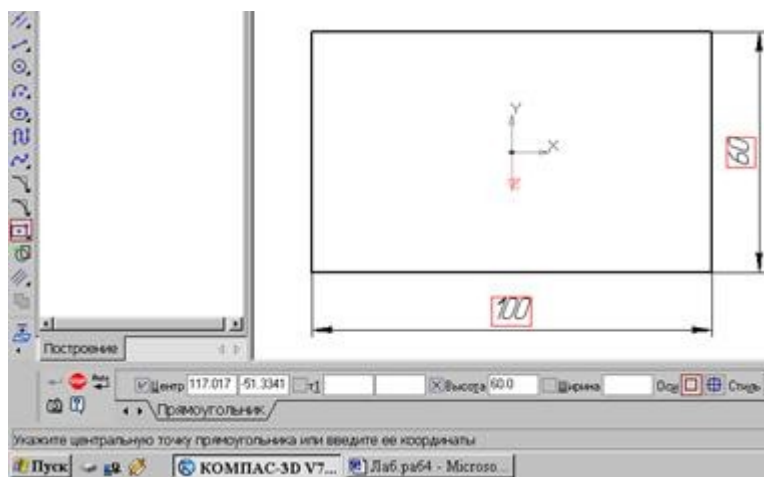 Y
X
60
100
Построение
Auto
Центр 117.017 -51.3341 т1 Высота 60.0 Ширина Оси Стиль
Прямоугольник
Укажите центральную точку прямоугольника или введите ее координаты
Пуск КОМПАС-3D V7... Лаб.раб4 - Microso...